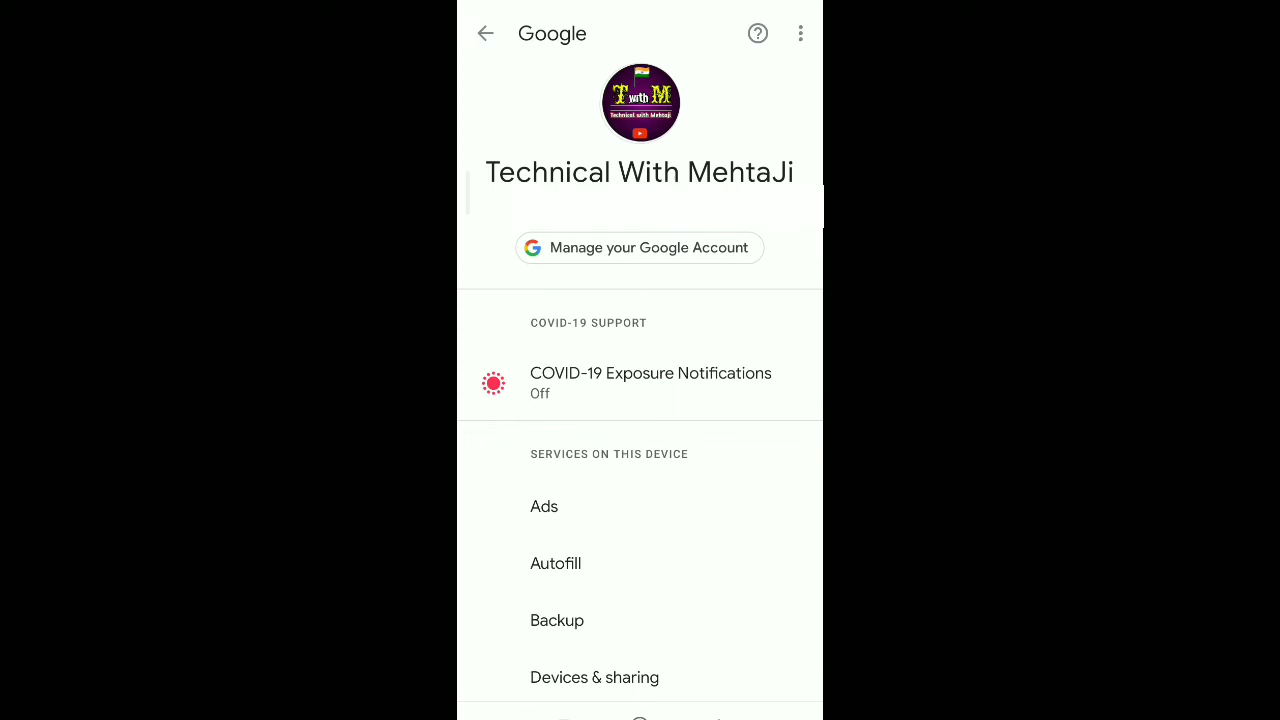 Google
T with M
Technical with Mehtaji
Technical With MehtaJi
Manage your Google Account
COVID-19 SUPPORT
COVID-19 Exposure Notifications
Off
SERVICES ON THIS DEVICE
Ads
Autofill
Backup
Devices & sharing